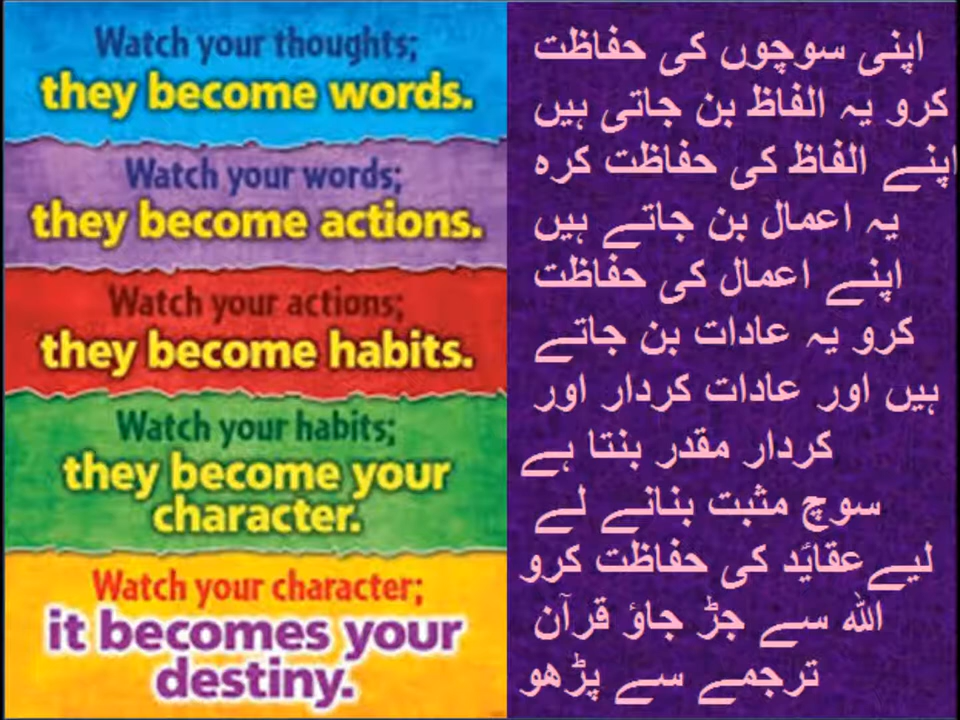 Watch your thoughts;
they become words.
Watch your words;
they become actions.
Watch your actions;
they become habits.
Watch your habits;
they become your
character.
Watch your character;
it becomes your
destiny.
اپنی سوچوں کی حفاظت
کرو یہ الفاظ بن جاتی ہیں
اپنے الفاظ کی حفاظت کرہ
یہ اعمال بن جاتے ہیں
اپنے اعمال کی حفاظت
کرو یہ عادات بن جاتے
ہیں اور عادات کردار اور
کردار مقدر بنتا ہے
سوچ مثبت بنانے لے
لیےعقائد کی حفاظت کرو
الله سے جڑ جاؤ قرآن
ترجمے سے پڑھو